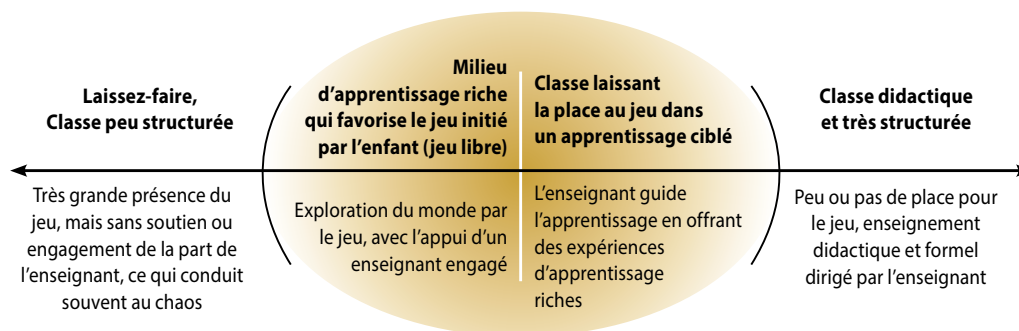 Laissez-faire,
Classe peu structurée
Très grande présence du
jeu, mais sans soutien ou
engagement de la part de
l'enseignant, ce qui conduit
souvent au chaos
Milieu
d'apprentissage riche
qui favorise le jeu initié
par l'enfant (jeu libre)
Exploration du monde par
le jeu, avec l'appui d'un
enseignant engagé
Classe laissant
la place au jeu dans
un apprentissage ciblé
L'enseignant guide
l'apprentissage en offrant
des expériences
d'apprentissage
riches
Classe didactique
et très structurée
Peu ou pas de place pour
le jeu, enseignement
didactique et formel
dirigé par l'enseignant